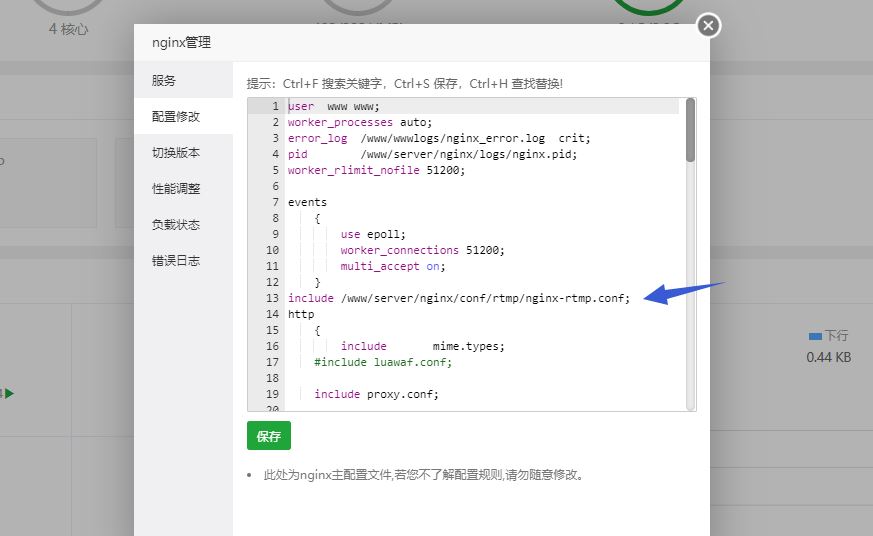 4 核心
nginx管理
服务
配置修改
切换版本
性能调整
负载状态
错误日志
提示：Ctrl+F 搜索关键字，Ctrl+S 保存，Ctrl+H 查找替换!
1 user  www www;
2 worker_processes auto;
3 error_log  /www/wwwlogs/nginx_error.log  crit;
4 pid        /www/server/nginx/logs/nginx.pid;
5 worker_rlimit_nofile 51200;
6
7 events
8     {
9         use epoll;
10         worker_connections 51200;
11         multi_accept on;
12     }
13 include /www/server/nginx/conf/rtmp/nginx-rtmp.conf;
14 http
15     {
16         include       mime.types;
17     #include luawaf.conf;
18
19     include proxy.conf;
20
保存
此处为nginx主配置文件,若您不了解配置规则,请勿随意修改。
下行
0.44 KB